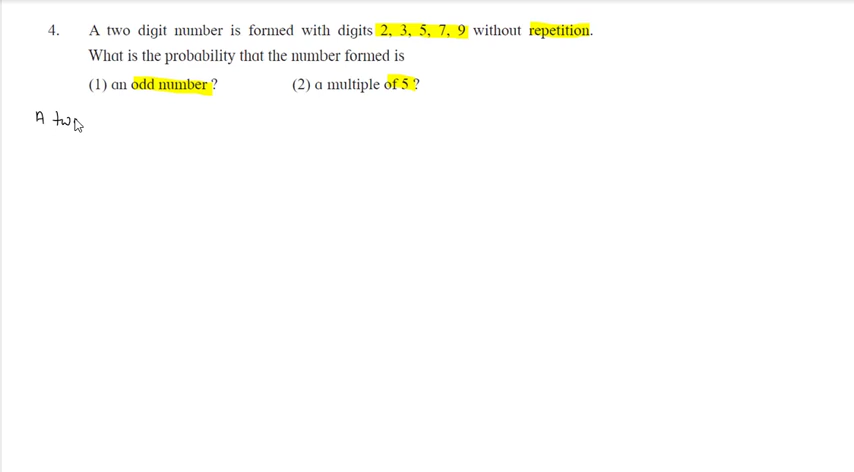 4. A two digit number is formed with digits 2, 3, 5, 7, 9 without repetition.
What is the probability that the number formed is
(1) an odd number ? (2) a multiple of 5 ?
A two